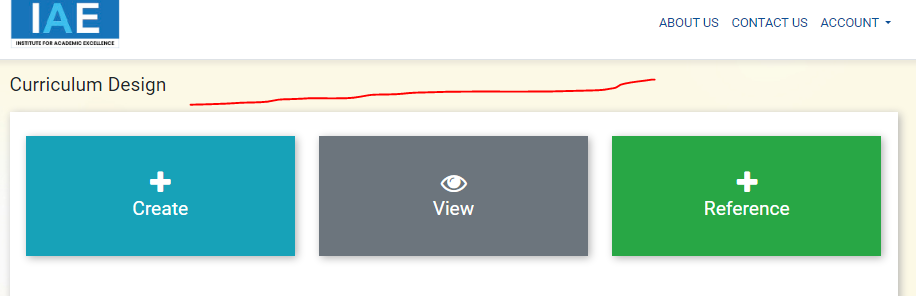 IAE
INSTITUTE FOR ACADEMIC EXCELLENCE
ABOUT US CONTACT US ACCOUNT
Curriculum Design
Create
View
Reference